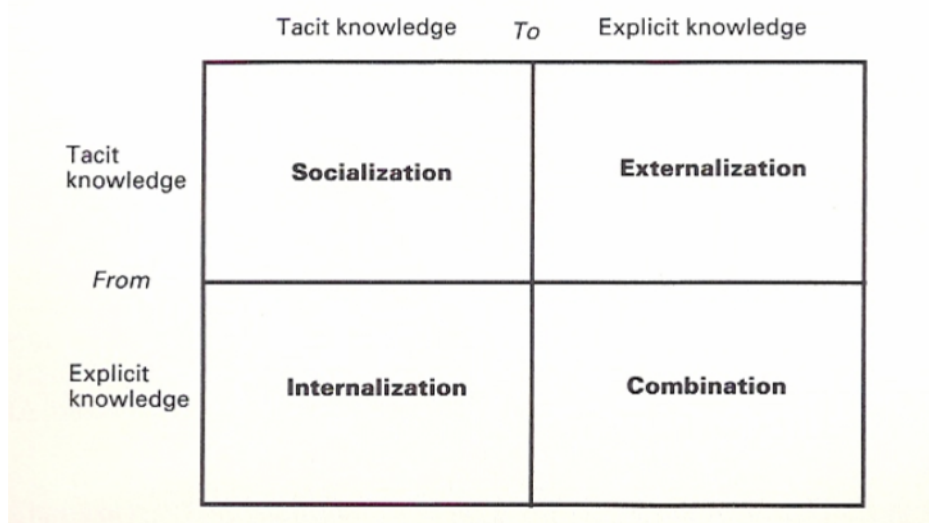 Tacit knowledge To Explicit knowledge
Tacit
knowledge
Socialization
Externalization
From
Explicit
knowledge
Internalization
Combination